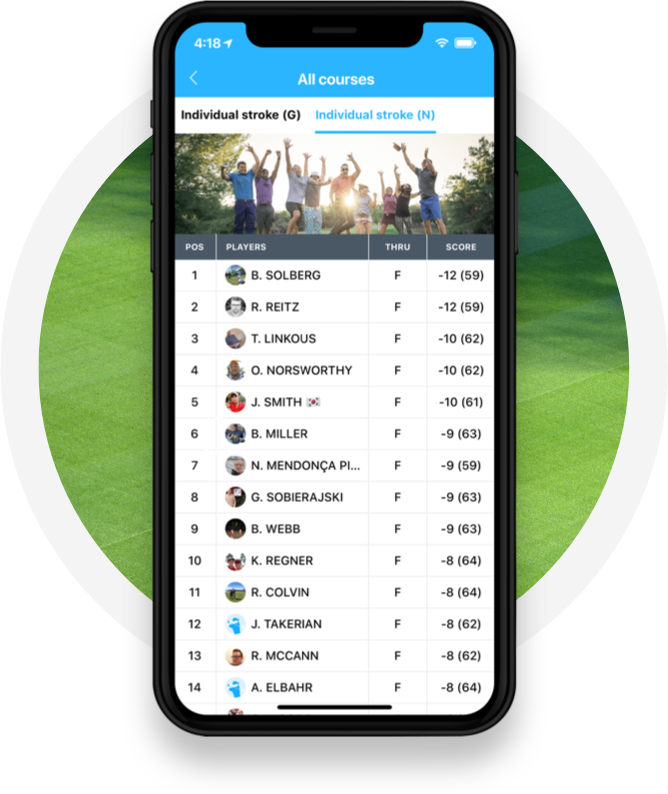 4:18
All courses
Individual stroke (G) Individual stroke (N)
POS PLAYERS THRU SCORE
1 B. SOLBERG F -12 (59)
2 R. REITZ F -12 (59)
3 T. LINKOUS F -10 (62)
4 O. NORSWORTHY F -10 (62)
5 J. SMITH 🇰🇷 F -10 (61)
6 B. MILLER F -9 (63)
7 N. MENDONÇA PI... F -9 (59)
8 G. SOBIERAJSKI F -9 (63)
9 B. WEBB F -9 (63)
10 K. REGNER F -8 (64)
11 R. COLVIN F -8 (64)
12 J. TAKERIAN F -8 (62)
13 R. MCCANN F -8 (62)
14 A. ELBAHR F -8 (64)